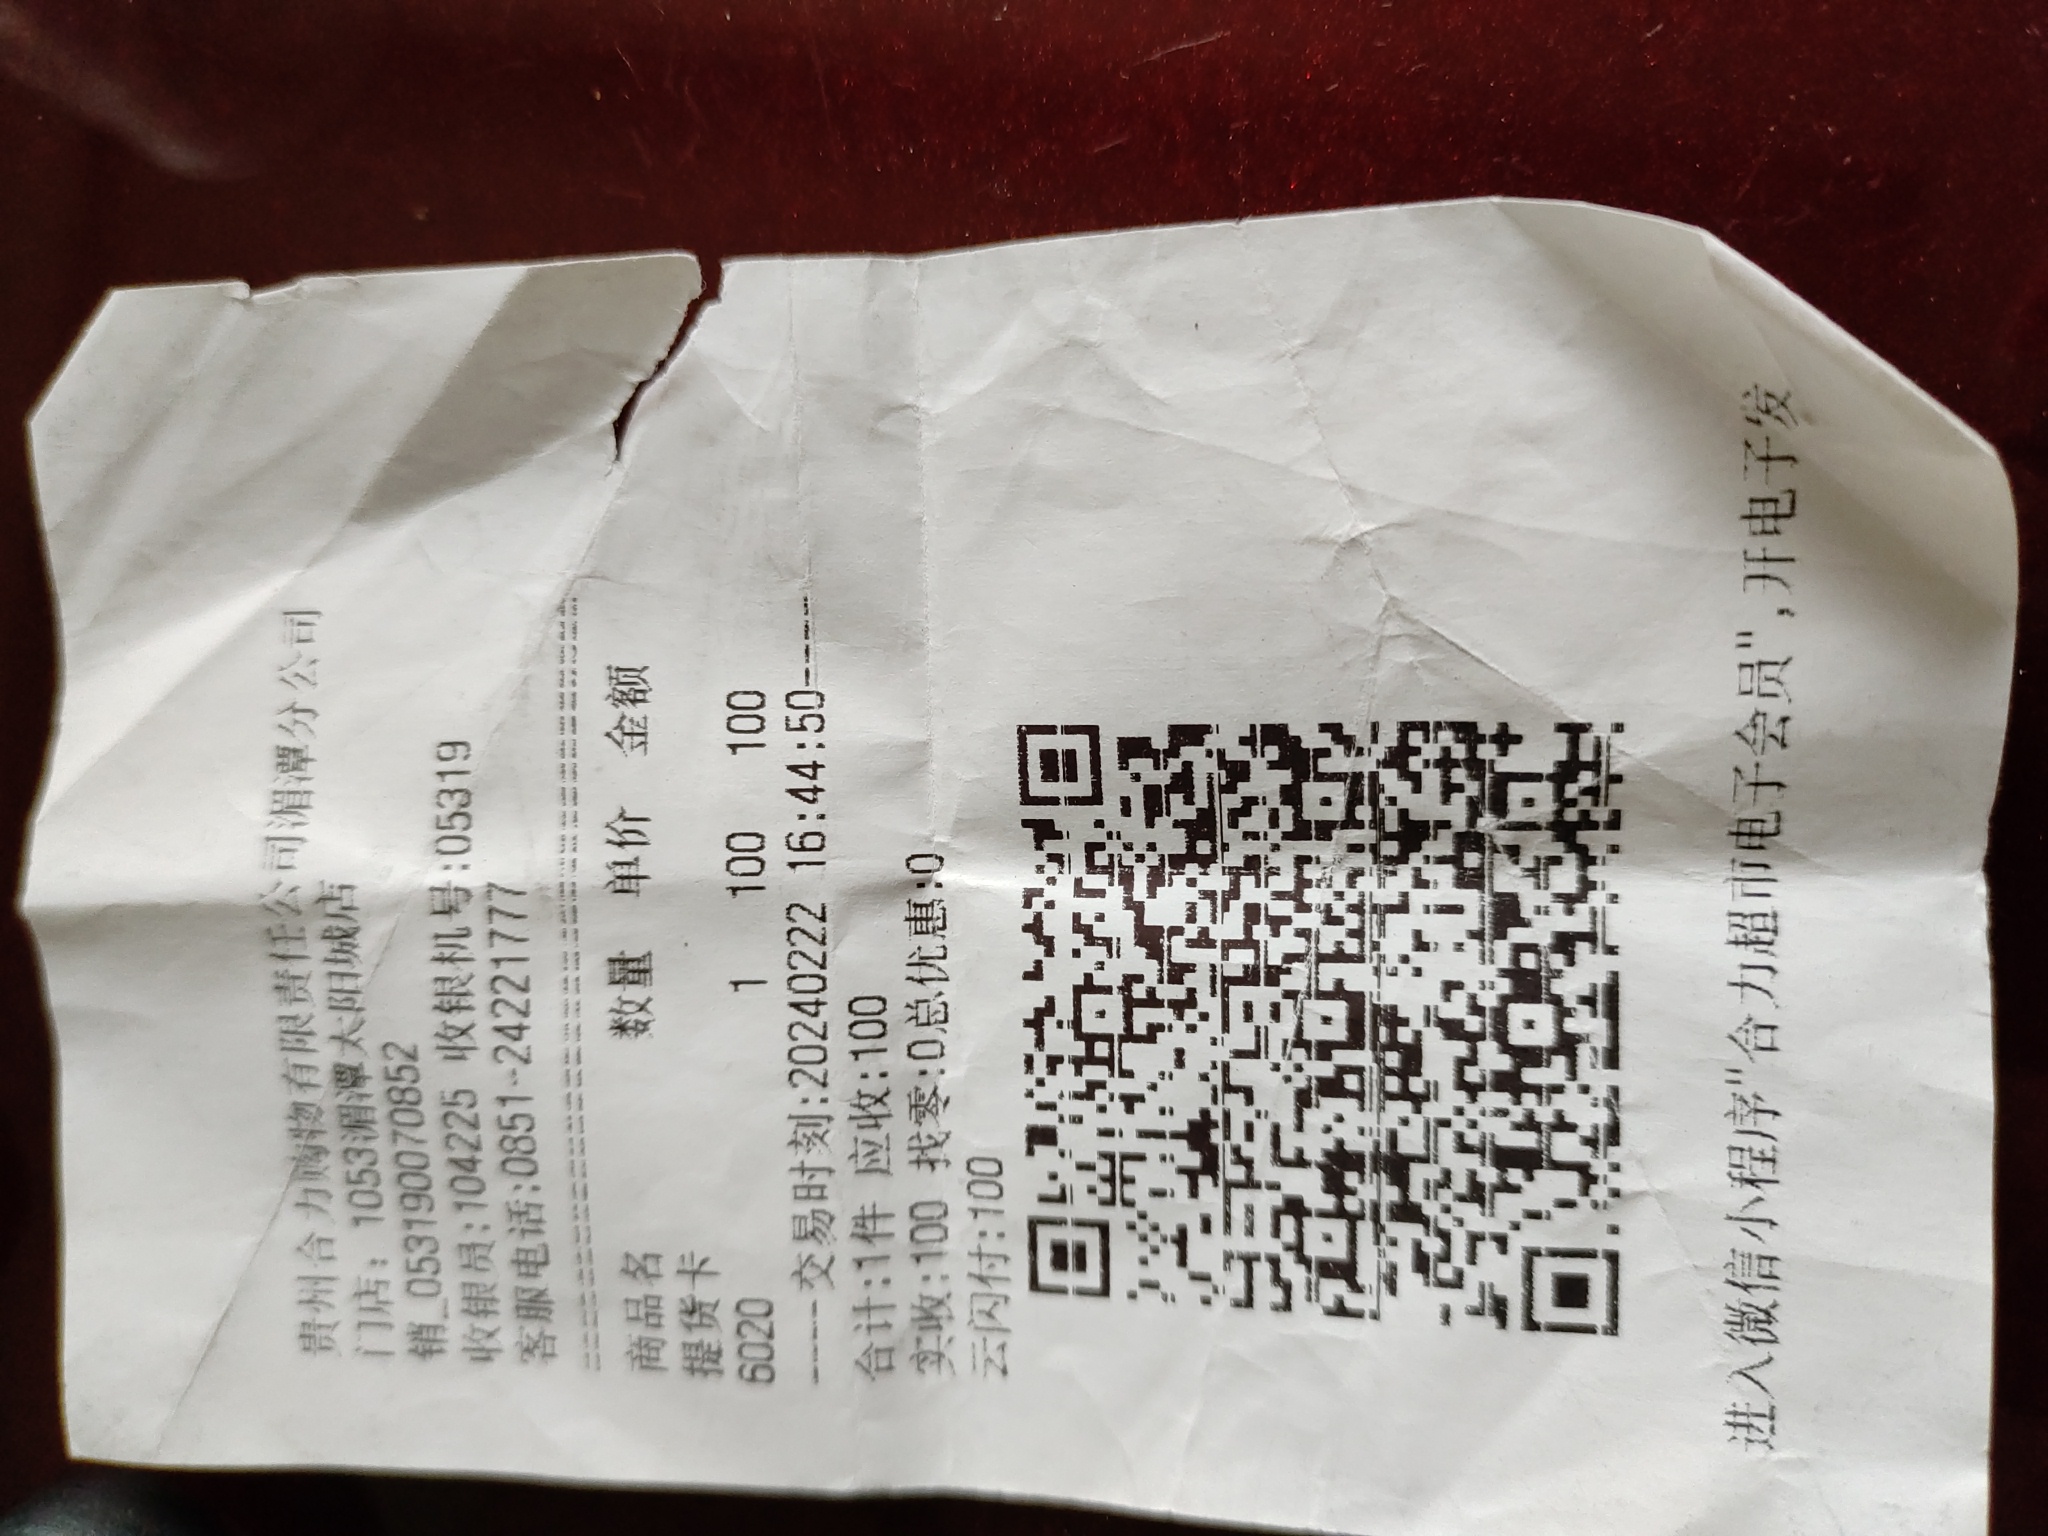 贵州合力购物有限责任公司湄潭分公司
门店: 1053湄潭太阳城店
销_053190070852
收银员:104225 收银机号:05319
客服电话:0851-24221777
================================
商品名 数量 单价 金额
提货卡
6020 1 100 100
----交易时刻:20240222 16:44:50----
合计:1件 应收:100
实收:100 找零:0总优惠:0
云闪付:100
进入微信小程序"合力超市电子会员",开电子发